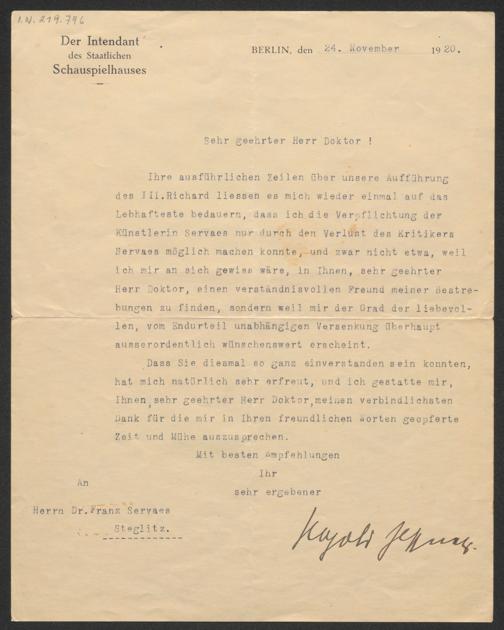 I.N. 219.796
Der Intendant
des Staatlichen
Schauspielhauses
BERLIN, den 24. November 1920.
Sehr geehrter Herr Doktor !
Ihre ausführlichen Zeilen über unsere Aufführung
des III.Richard liessen es mich wieder einmal auf das
Lebhafteste bedauern, dass ich die Verpflichtung der
Künstlerin Servaes nur durch den Verlust des Kritikers
Servaes möglich machen konnte, und zwar nicht etwa, weil
ich mir an sich gewiss wäre, in Ihnen, sehr geehrter
Herr Doktor, einen verständnisvollen Freund meiner Bestre-
bungen zu finden, sondern weil mir der Grad der liebevol-
len, vom Endurteil unabhängigen Versenkung überhaupt
ausserordentlich wünschenswert erscheint.
Dass Sie diesmal so ganz einverstanden sein konnten,
hat mich natürlich sehr erfreut, und ich gestatte mir,
Ihnen, sehr geehrter Herr Doktor, meinen verbindlichsten
Dank für die mir in Ihren freundlichen Worten geopferte
Zeit und Mühe auszusprechen.
Mit besten Empfehlungen
Ihr
sehr ergebener
An
Herrn Dr. Franz Servaes
Steglitz.
Leopold Jessner